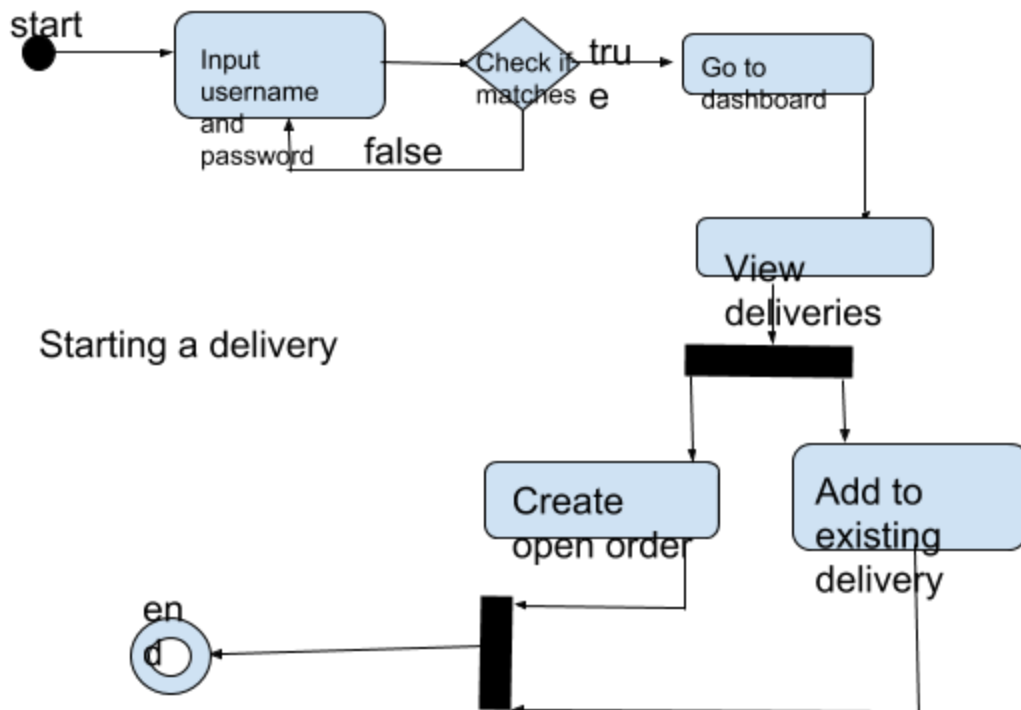 start
Input
username
and
password
Check if
matches
tru
e
Go to
dashboard
false
View
deliveries
Starting a delivery
Create
open order
Add to
existing
delivery
en
d